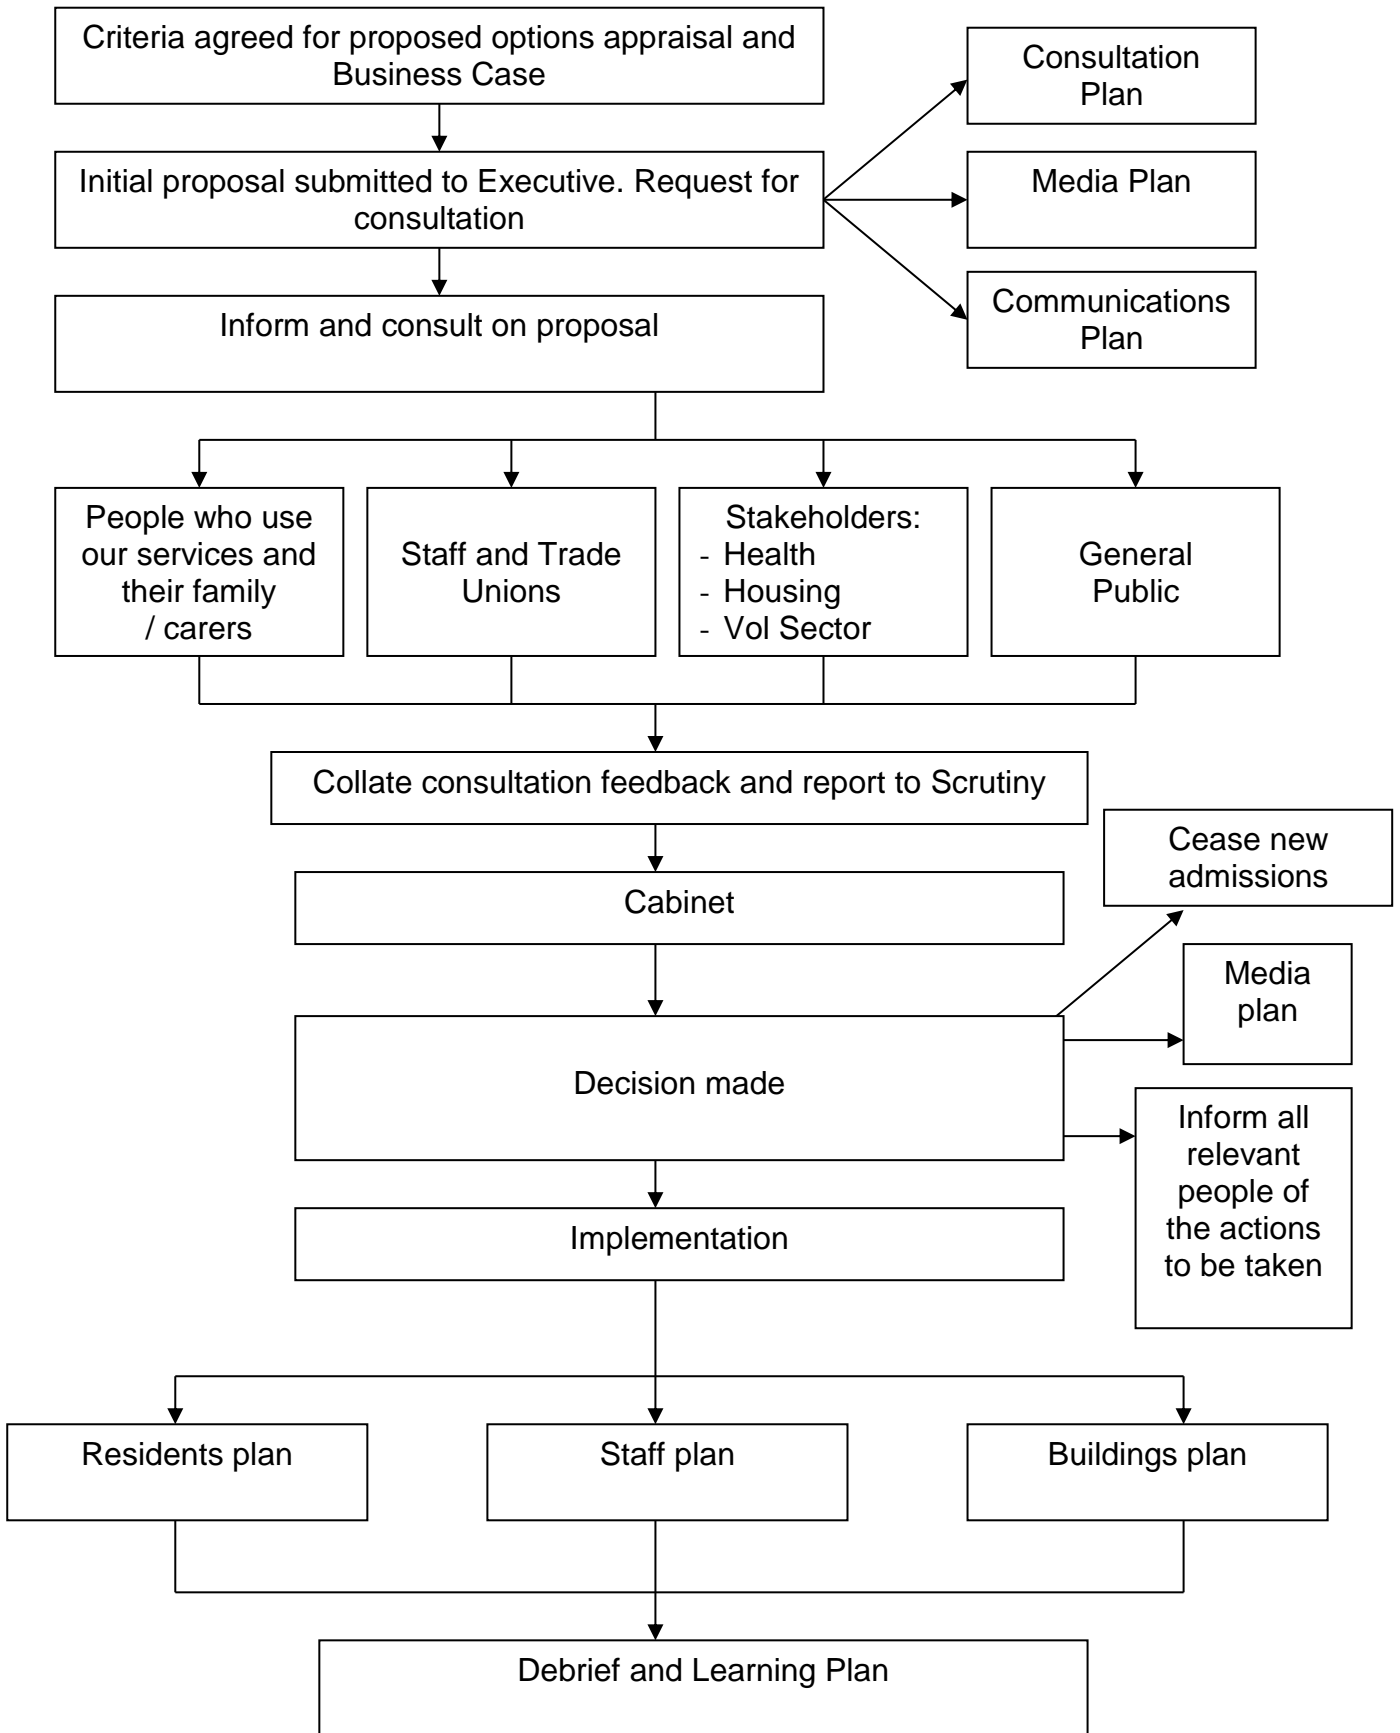 Criteria agreed for proposed options appraisal and
Business Case
Consultation
Plan
Initial proposal submitted to Executive. Request for
consultation
Media Plan
Communications
Plan
Inform and consult on proposal
People who use
our services and
their family
/ carers
Staff and Trade
Unions
Stakeholders:
- Health
- Housing
- Vol Sector
General
Public
Collate consultation feedback and report to Scrutiny
Cease new
admissions
Cabinet
Media
plan
Decision made
Inform all
relevant
people of
the actions
to be taken
Implementation
Residents plan
Staff plan
Buildings plan
Debrief and Learning Plan